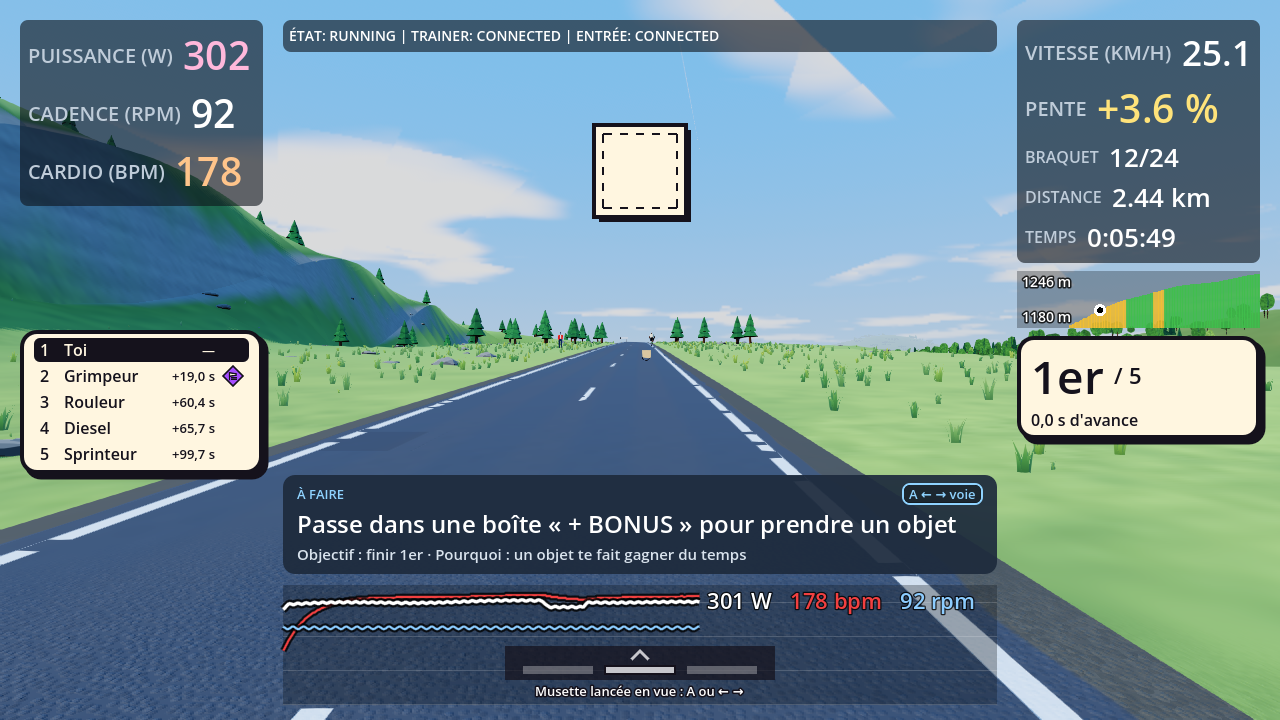 PUISSANCE (W) 302
CADENCE (RPM) 92
CARDIO (BPM) 178
ÉTAT: RUNNING | TRAINER: CONNECTED | ENTRÉE: CONNECTED
VITESSE (KM/H) 25.1
PENTE +3.6 %
BRAQUET 12/24
DISTANCE 2.44 km
TEMPS 0:05:49
1246 m
1180 m
1 Toi —
2 Grimpeur +19,0 s
3 Rouleur +60,4 s
4 Diesel +65,7 s
5 Sprinteur +99,7 s
1er / 5
0,0 s d'avance
À FAIRE
A ← → voie
Passe dans une boîte « + BONUS » pour prendre un objet
Objectif : finir 1er · Pourquoi : un objet te fait gagner du temps
301 W 178 bpm 92 rpm
Musette lancée en vue : A ou ← →